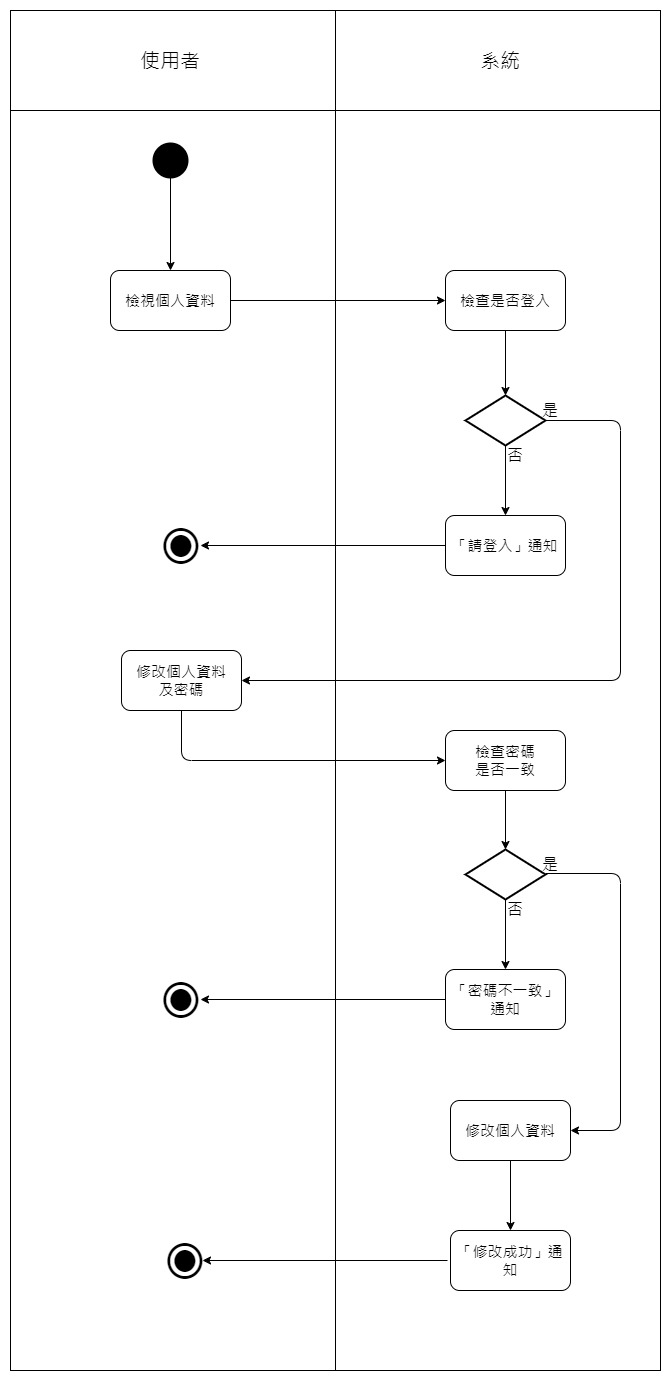 使用者
系統
檢視個人資料
檢查是否登入
是
否
「請登入」通知
修改個人資料
及密碼
檢查密碼
是否一致
是
否
「密碼不一致」
通知
修改個人資料
「修改成功」通
知